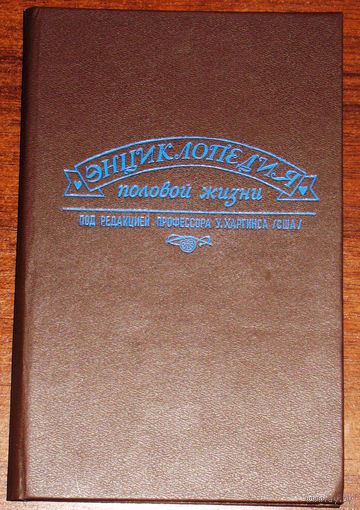 ЭНЦИКЛОПЕДИЯ
половой жизни
ПОД РЕДАКЦИЕЙ ПРОФЕССОРА У. ХАРГИНСА /США/